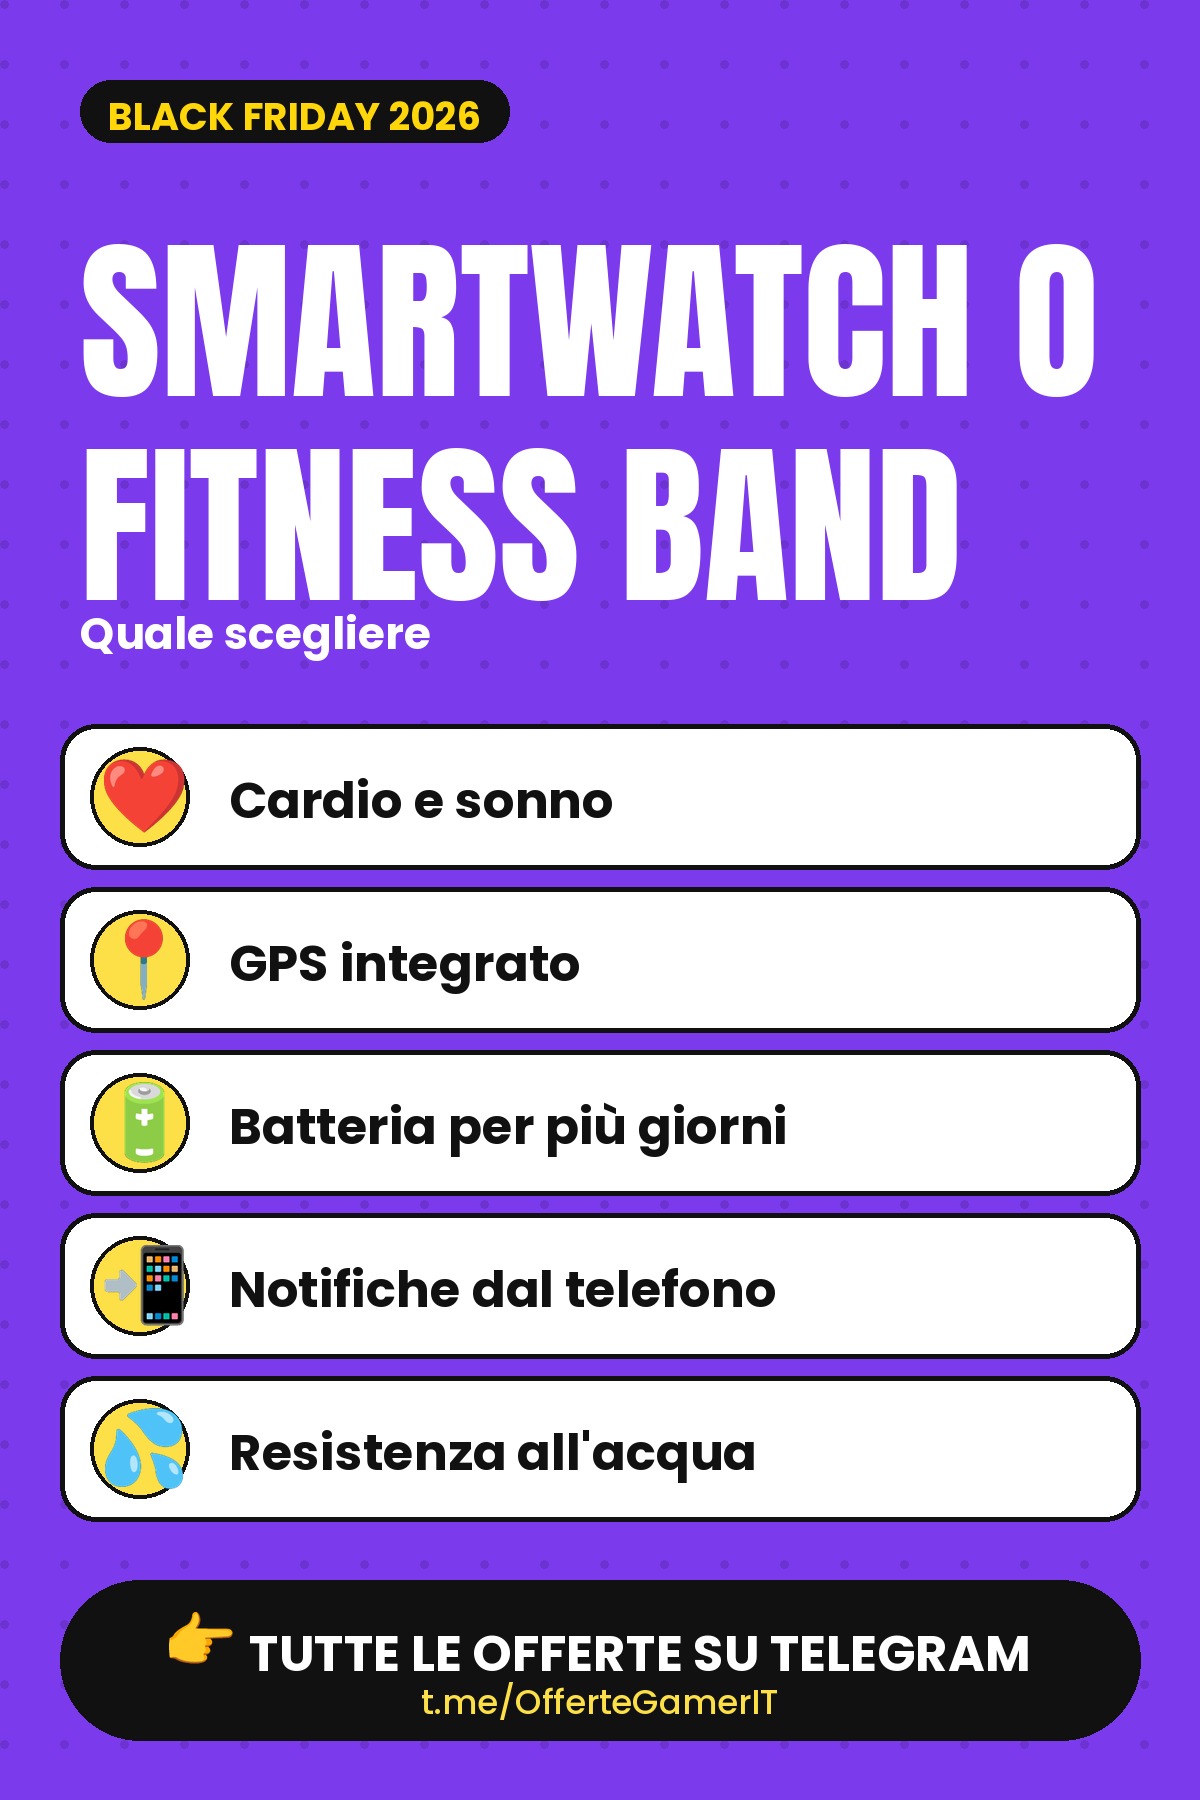 BLACK FRIDAY 2026
SMARTWATCH O
FITNESS BAND
Quale scegliere
Cardio e sonno
GPS integrato
Batteria per più giorni
Notifiche dal telefono
Resistenza all'acqua
TUTTE LE OFFERTE SU TELEGRAM
t.me/OfferteGamerIT